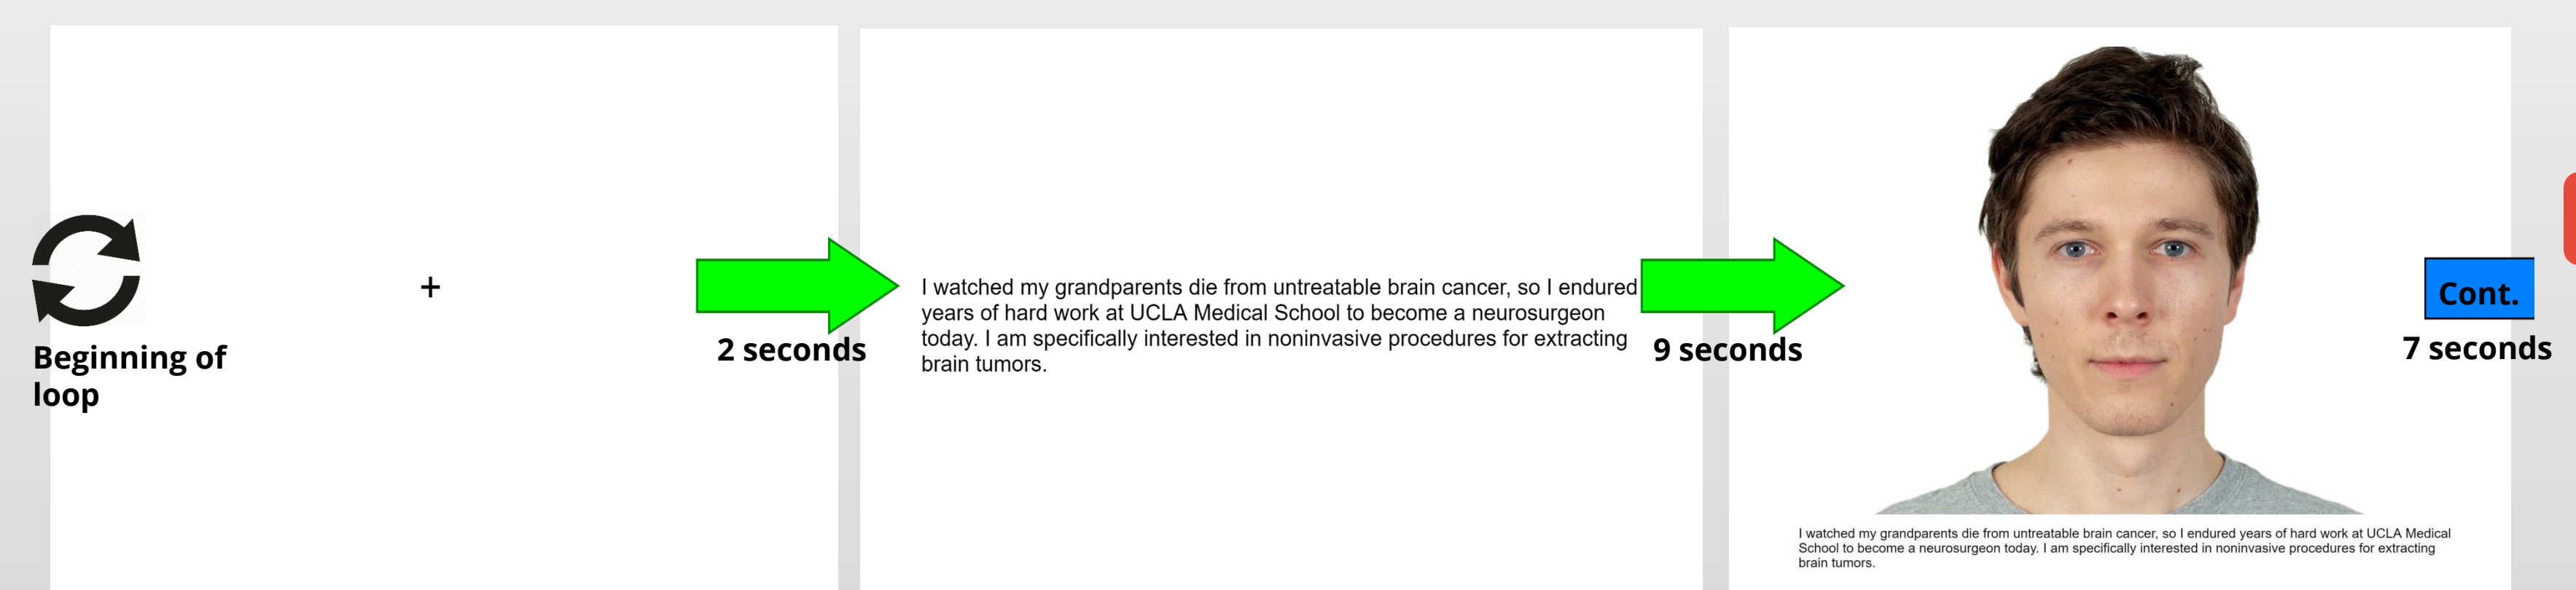 Beginning of
loop
+
2 seconds
I watched my grandparents die from untreatable brain cancer, so I endured
years of hard work at UCLA Medical School to become a neurosurgeon
today. I am specifically interested in noninvasive procedures for extracting
brain tumors.
9 seconds
I watched my grandparents die from untreatable brain cancer, so I endured years of hard work at UCLA Medical
School to become a neurosurgeon today. I am specifically interested in noninvasive procedures for extracting
brain tumors.
Cont.
7 seconds